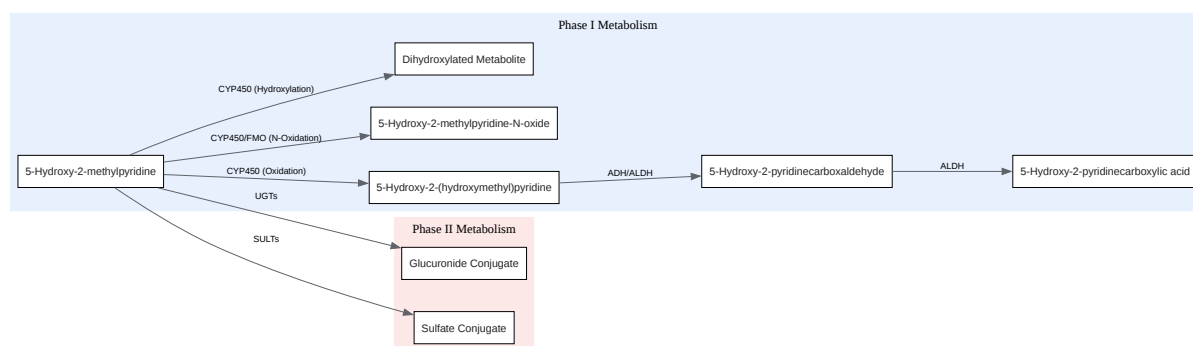 Phase I Metabolism
Dihydroxylated Metabolite
CYP450 (Hydroxylation)
5-Hydroxy-2-methylpyridine-N-oxide
CYP450/FMO (N-Oxidation)
5-Hydroxy-2-methylpyridine
CYP450 (Oxidation)
5-Hydroxy-2-(hydroxymethyl)pyridine
ADH/ALDH
5-Hydroxy-2-pyridinecarboxaldehyde
ALDH
5-Hydroxy-2-pyridinecarboxylic acid
UGTs
Phase II Metabolism
SULTs
Glucuronide Conjugate
Sulfate Conjugate